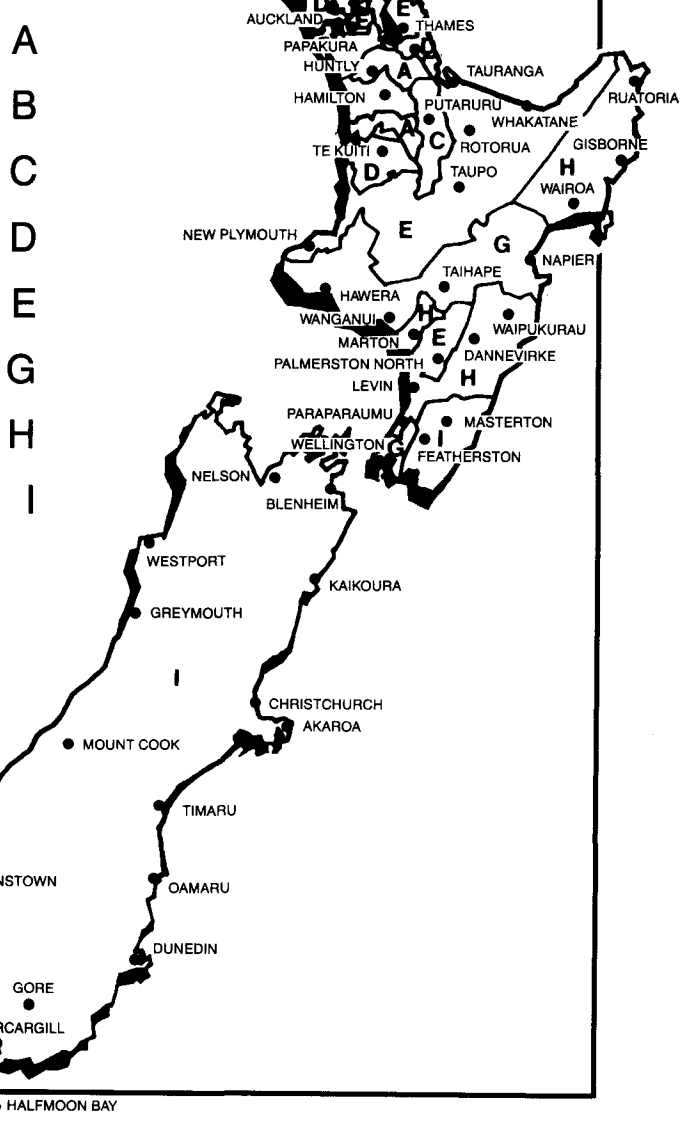 A
B
C
D
E
G
H
I
D
E
E
AUCKLAND
THAMES
PAPAKURA
D
HUNTLY
A
TAURANGA
HAMILTON
PUTARURU
RUATORIA
WHAKATANE
A
C
ROTORUA
GISBORNE
TE KUITI
D
TAUPO
H
WAIROA
NEW PLYMOUTH
E
G
NAPIER
TAIHAPE
HAWERA
WANGANUI
H
WAIPUKURAU
MARTON
E
DANNEVIRKE
PALMERSTON NORTH
H
LEVIN
PARAPARAUMU
MASTERTON
WELLINGTON
G
I
FEATHERSTON
NELSON
BLENHEIM
WESTPORT
KAIKOURA
GREYMOUTH
I
CHRISTCHURCH
AKAROA
MOUNT COOK
TIMARU
NSTOWN
OAMARU
DUNEDIN
GORE
RCARGILL
HALFMOON BAY